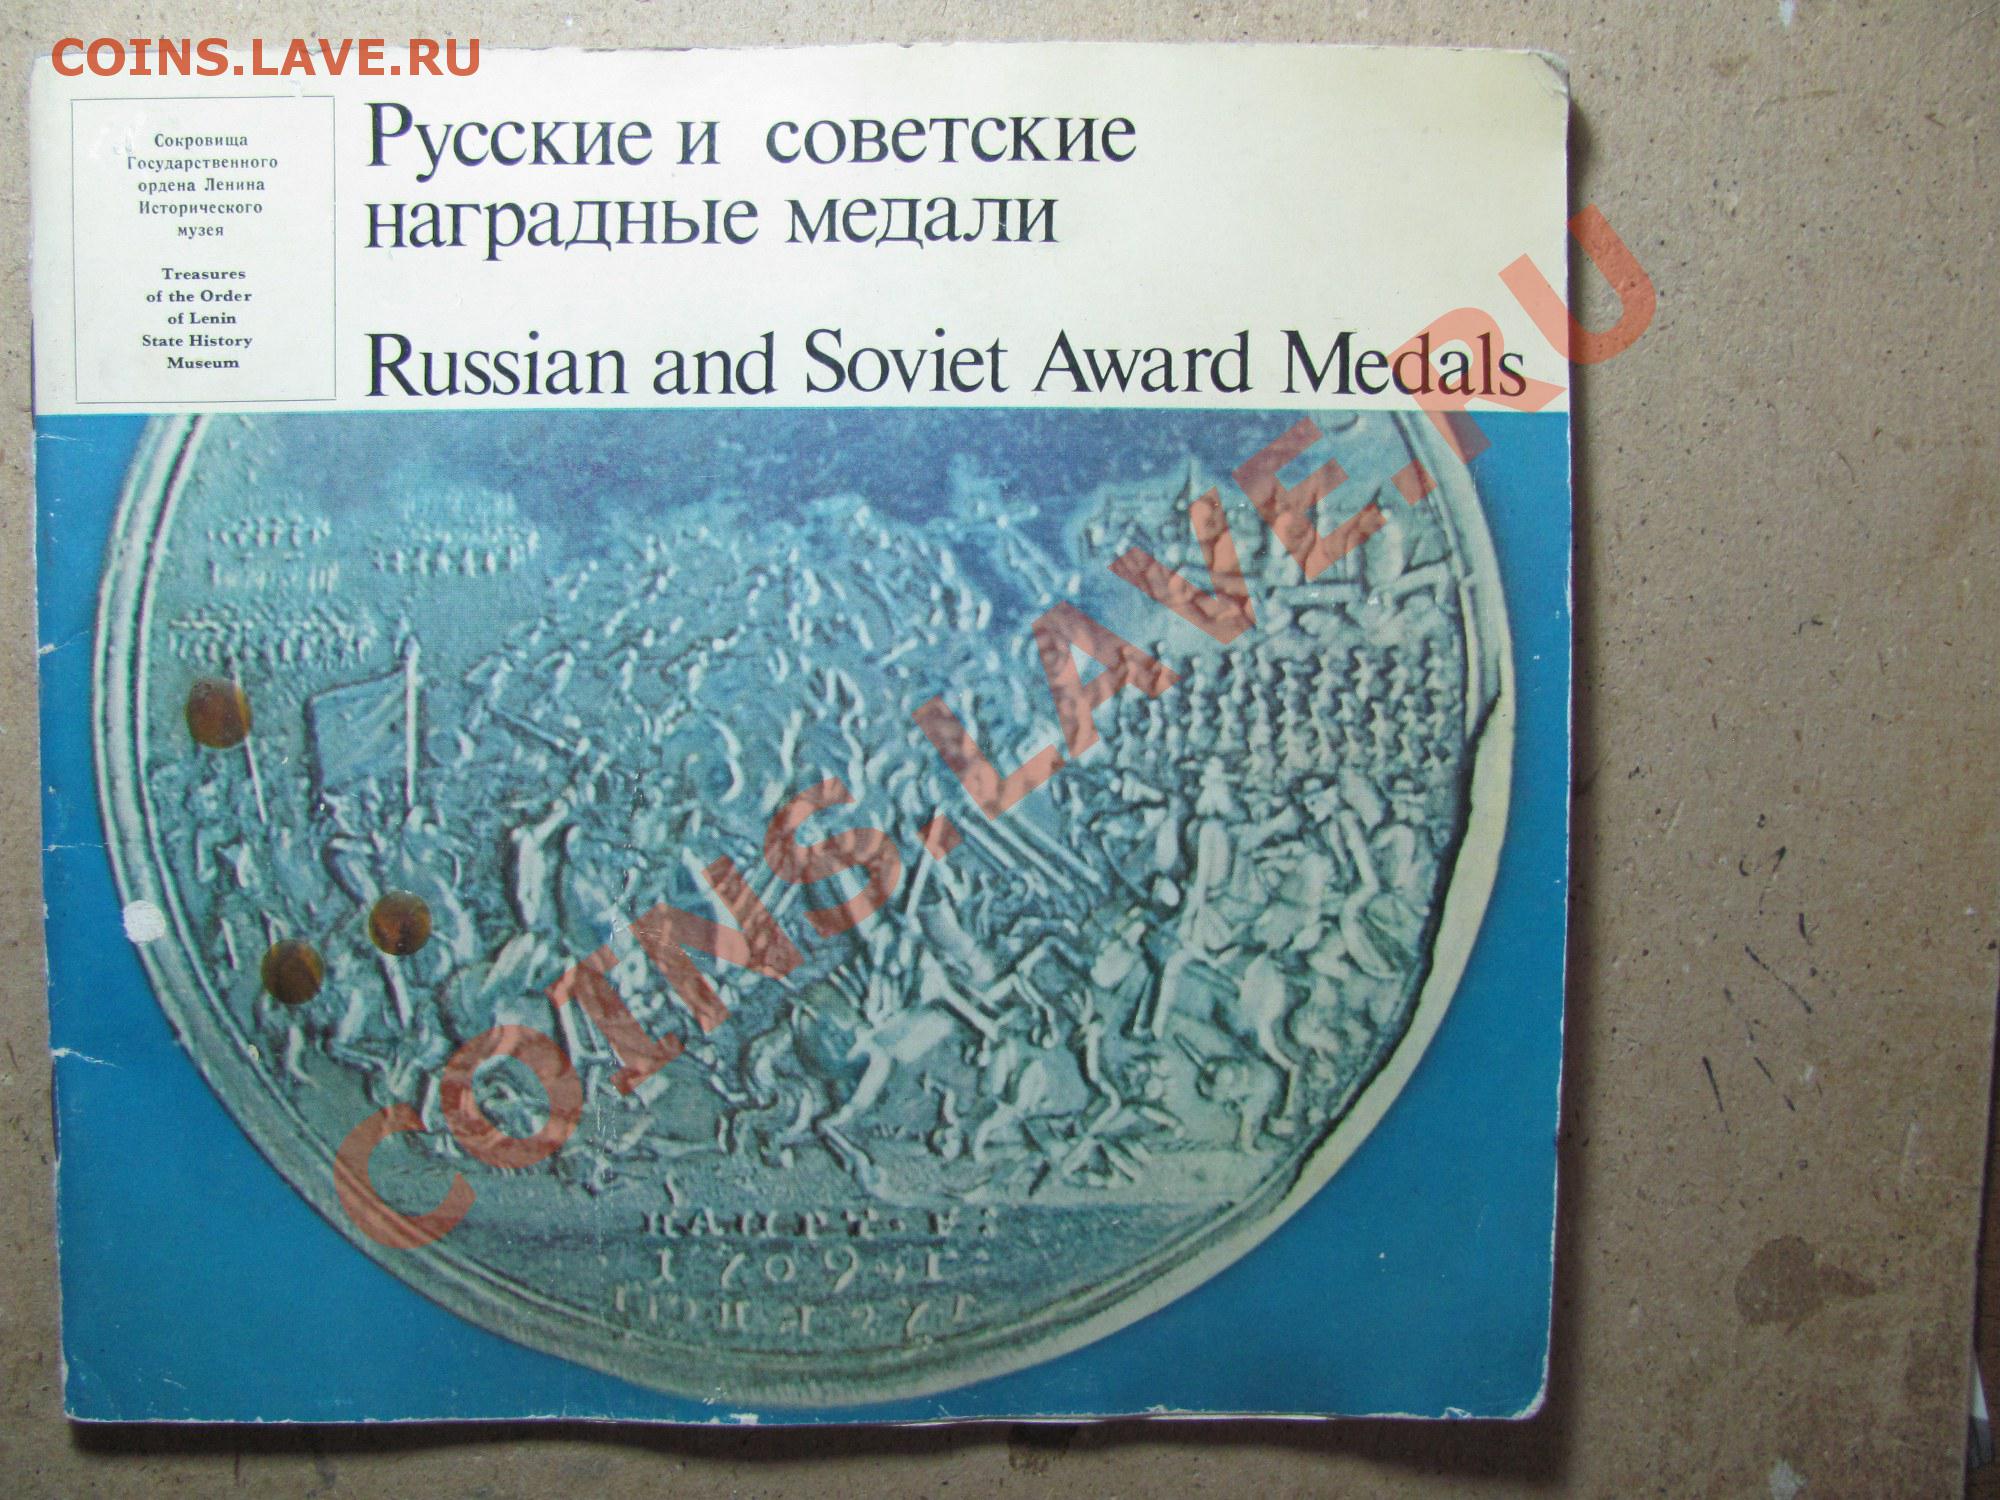 COINS.LAVE.RU
Сокровища
Государственного
ордена Ленина
Исторического
музея
Treasures
of the Order
of Lenin
State History
Museum
Русские и советские
наградные медали
Russian and Soviet Award Medals
COINS.LAVE.RU
1709